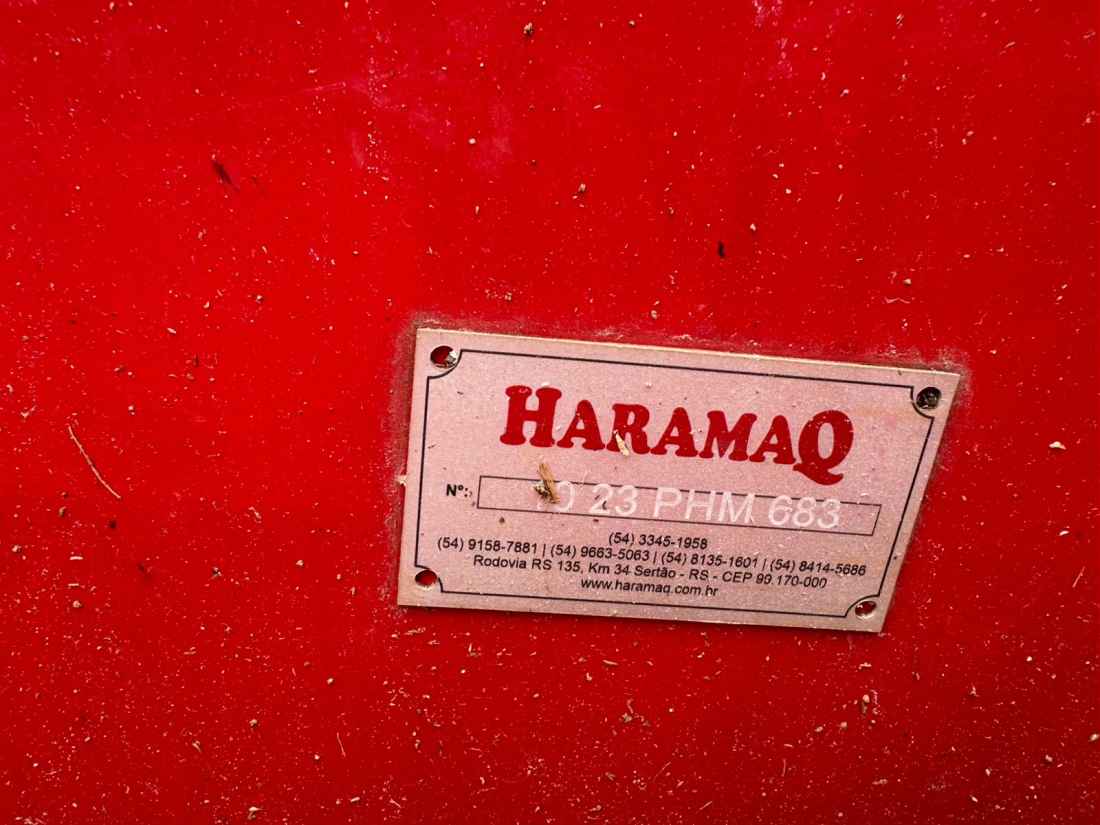 HARAMAQ
Nº: 10 23 PHM 683
(54) 3345-1958
(54) 9158-7881 | (54) 9663-5063 | (54) 8135-1601 | (54) 8414-5686
Rodovia RS 135, Km 34 Sertão - RS - CEP 99.170-000
www.haramaq.com.br